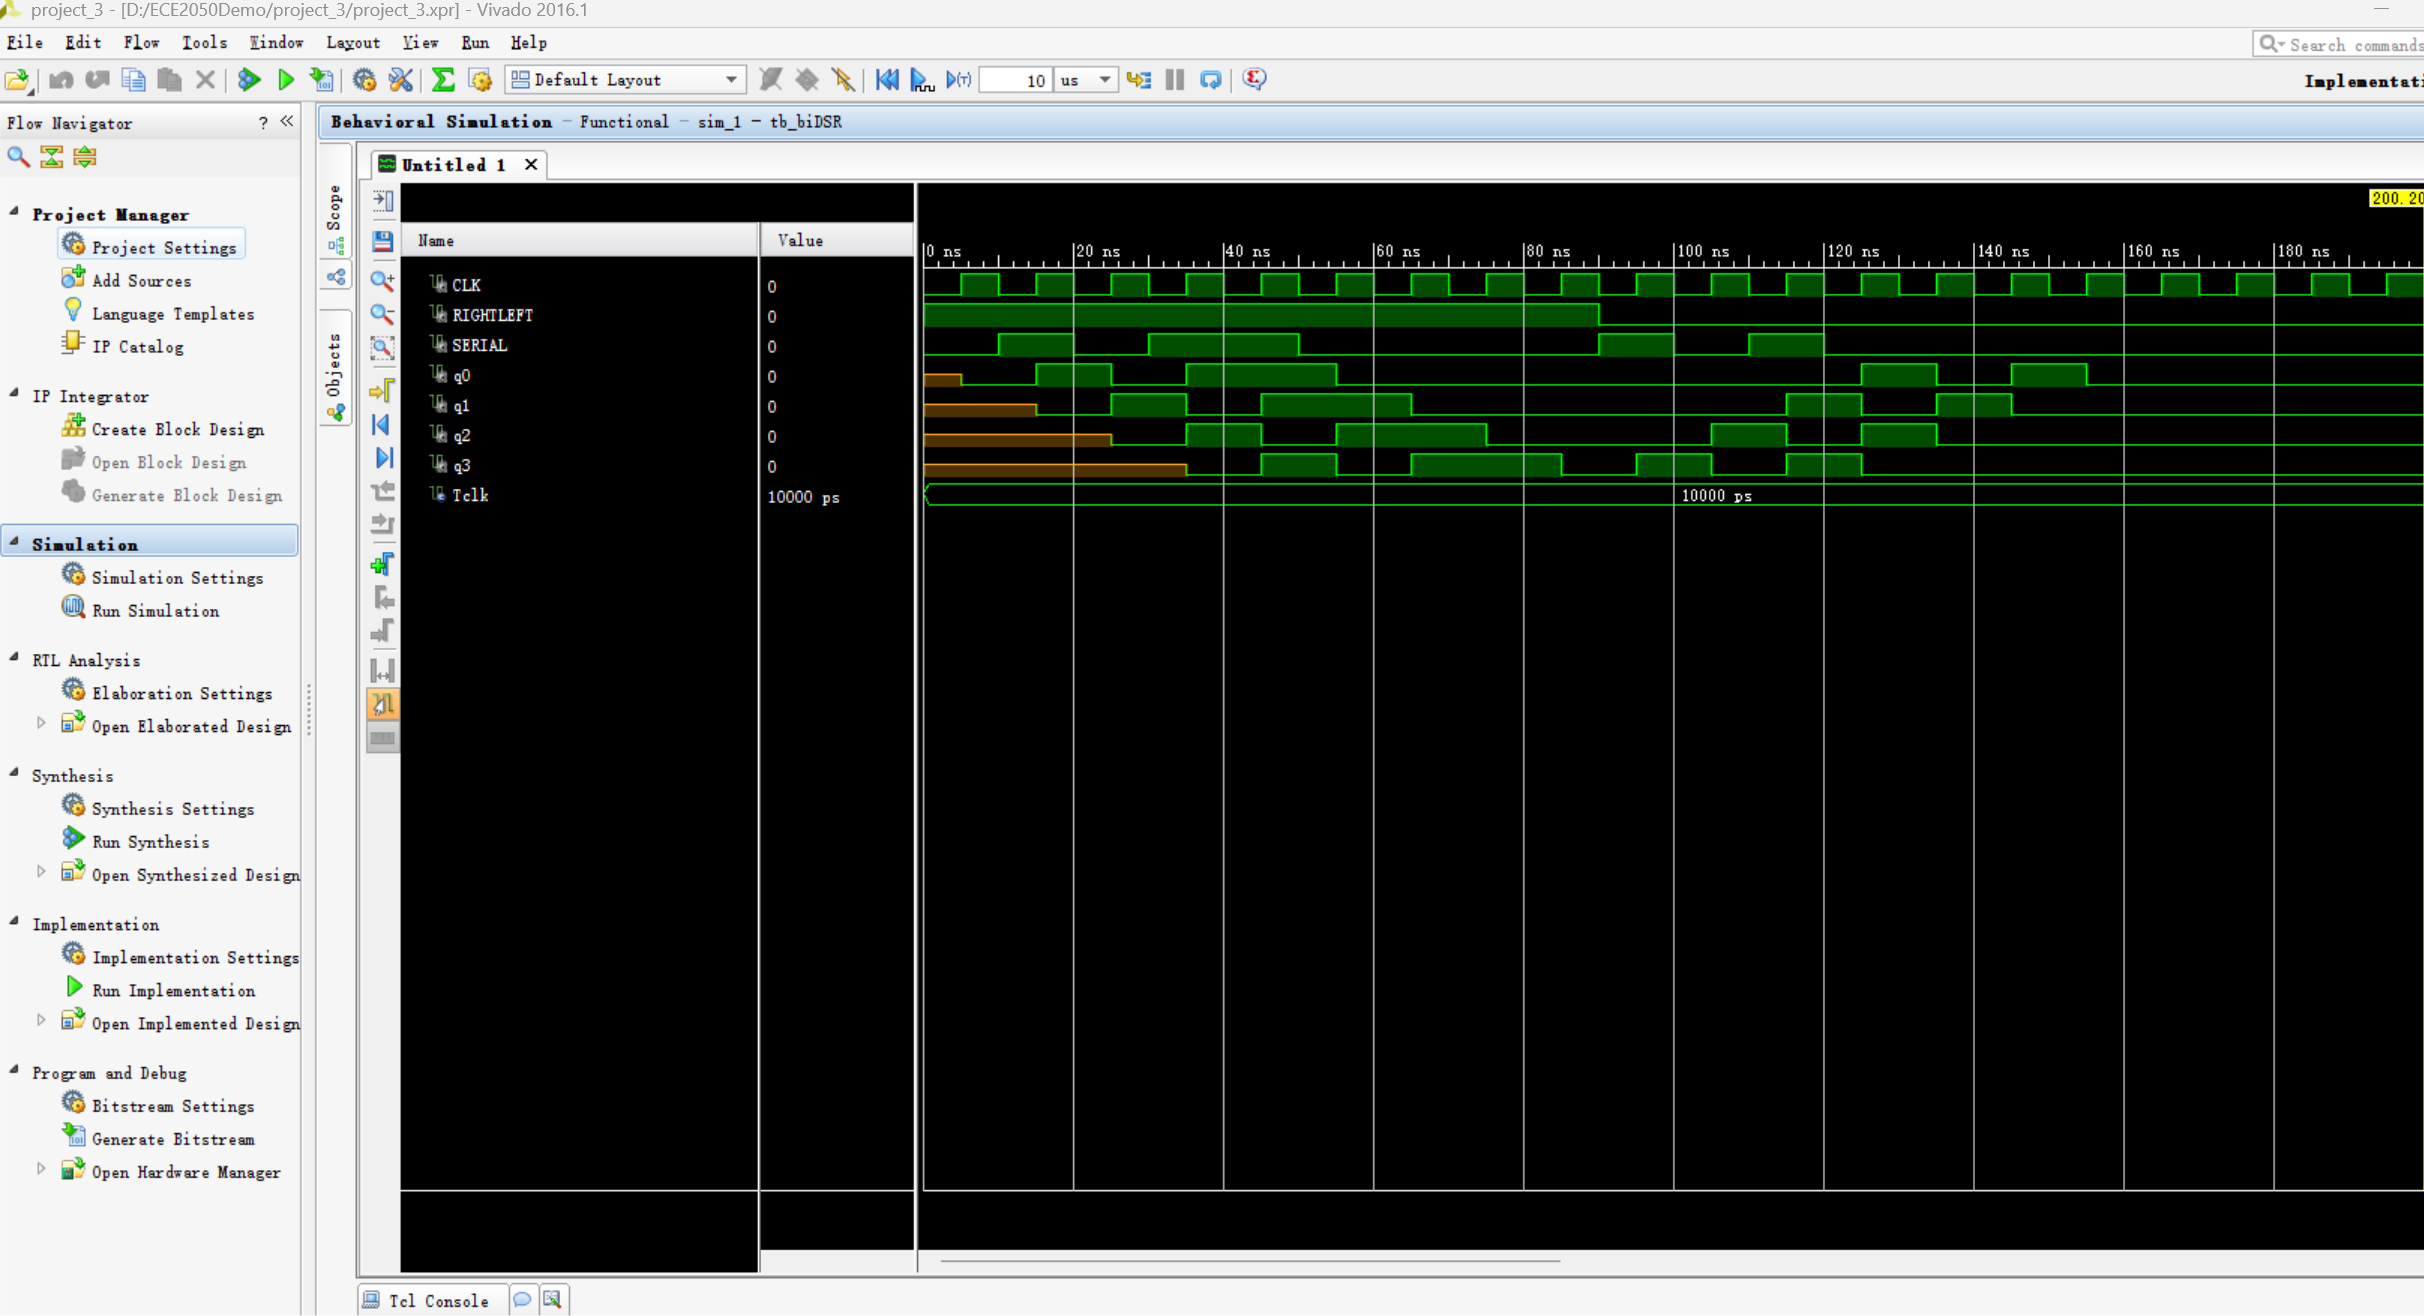 project_3 - [D:/ECE2050Demo/project_3/project_3.xpr] - Vivado 2016.1
File Edit Flow Tools Window Layout View Run Help
Search commands
Default Layout 10 us
Implementati
Flow Navigator ? «
Behavioral Simulation - Functional - sim_1 - tb_biDSR
Project Manager
Project Settings
Add Sources
Language Templates
IP Catalog
IP Integrator
Create Block Design
Open Block Design
Generate Block Design
Simulation
Simulation Settings
Run Simulation
RTL Analysis
Elaboration Settings
Open Elaborated Design
Synthesis
Synthesis Settings
Run Synthesis
Open Synthesized Design
Implementation
Implementation Settings
Run Implementation
Open Implemented Design
Program and Debug
Bitstream Settings
Generate Bitstream
Open Hardware Manager
Scope
Objects
Untitled 1
200.20
Name Value
0 ns 20 ns 40 ns 60 ns 80 ns 100 ns 120 ns 140 ns 160 ns 180 ns
CLK 0
RIGHTLEFT 0
SERIAL 0
q0 0
q1 0
q2 0
q3 0
Tclk 10000 ps 10000 ps
Tcl Console